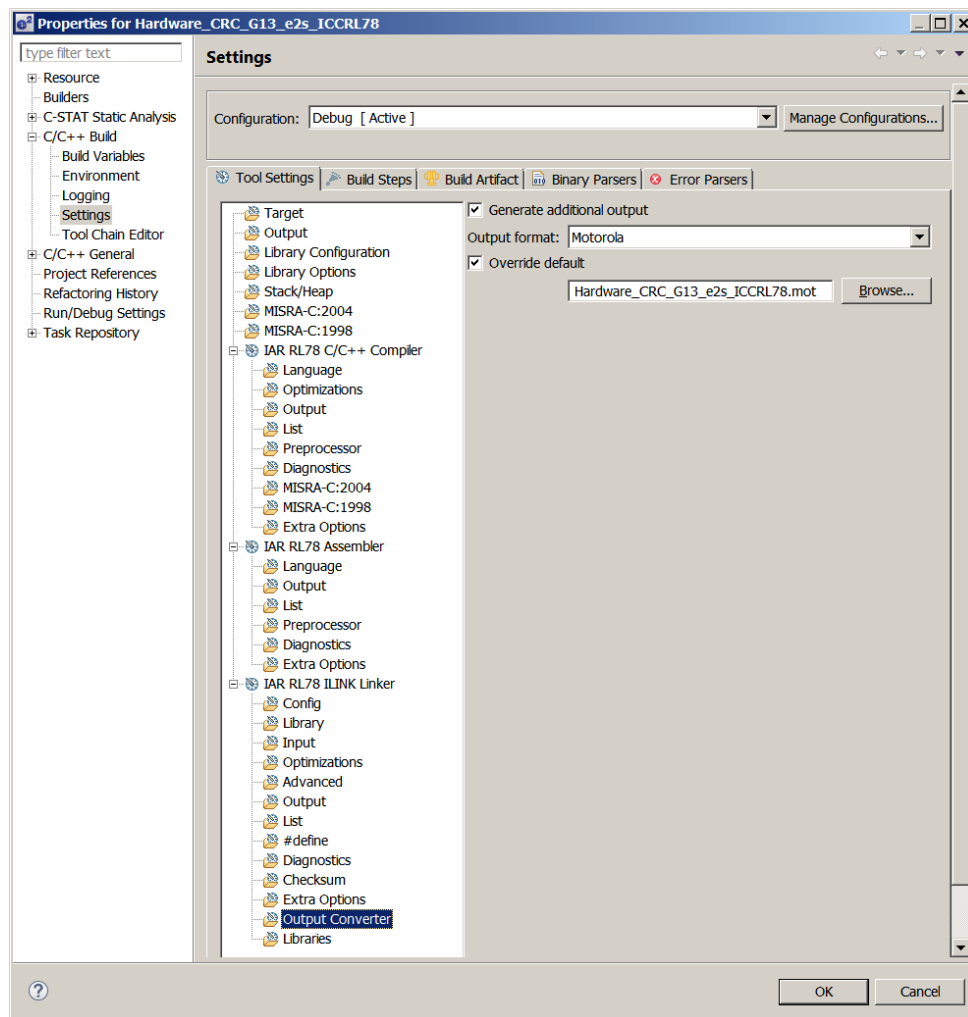 e² Properties for Hardware_CRC_G13_e2s_ICCRL78
type filter text
Resource
Builders
C-STAT Static Analysis
C/C++ Build
Build Variables
Environment
Logging
Settings
Tool Chain Editor
C/C++ General
Project References
Refactoring History
Run/Debug Settings
Task Repository
Settings
Configuration: Debug [ Active ] Manage Configurations...
Tool Settings Build Steps Build Artifact Binary Parsers Error Parsers
Target
Output
Library Configuration
Library Options
Stack/Heap
MISRA-C:2004
MISRA-C:1998
IAR RL78 C/C++ Compiler
Language
Optimizations
Output
List
Preprocessor
Diagnostics
MISRA-C:2004
MISRA-C:1998
Extra Options
IAR RL78 Assembler
Language
Output
List
Preprocessor
Diagnostics
Extra Options
IAR RL78 ILINK Linker
Config
Library
Input
Optimizations
Advanced
Output
List
#define
Diagnostics
Checksum
Extra Options
Output Converter
Libraries
Generate additional output
Output format: Motorola
Override default
Hardware_CRC_G13_e2s_ICCRL78.mot Browse...
OK Cancel